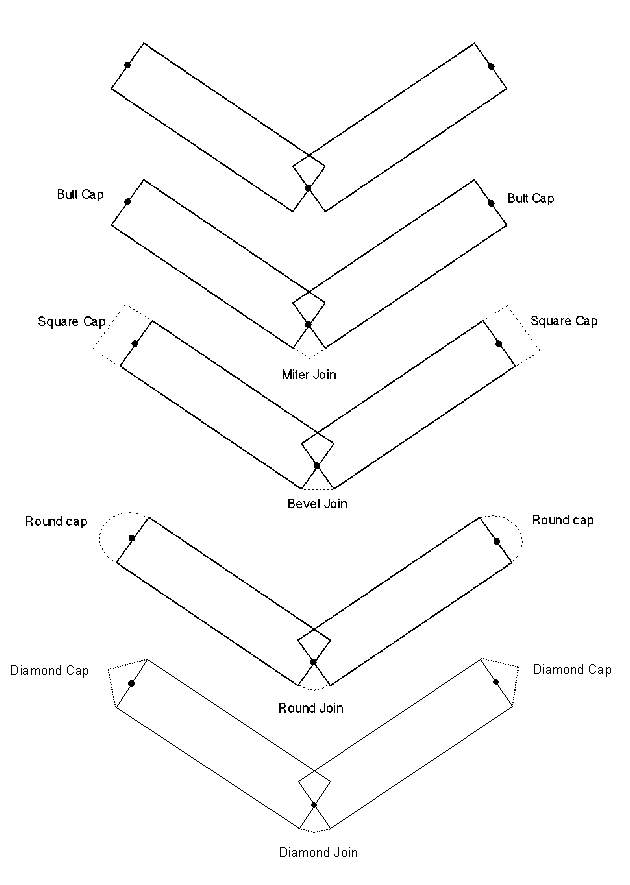 Butt Cap
Butt Cap
Square Cap
Square Cap
Miter Join
Bevel Join
Round cap
Round cap
Diamond Cap
Diamond Cap
Round Join
Diamond Join